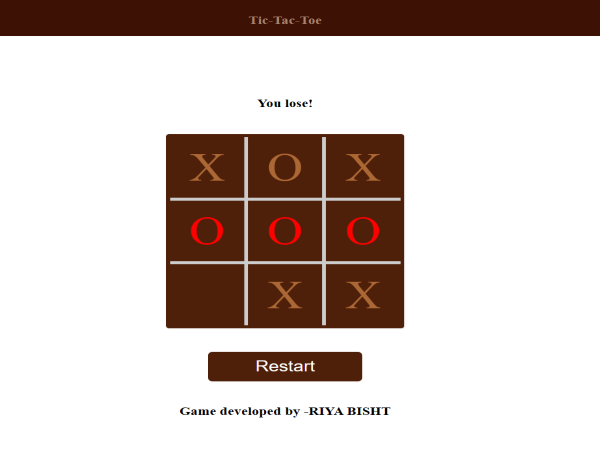 Tic-Tac-Toe
You lose!
X O X
O O O
X X
Restart
Game developed by -RIYA BISHT